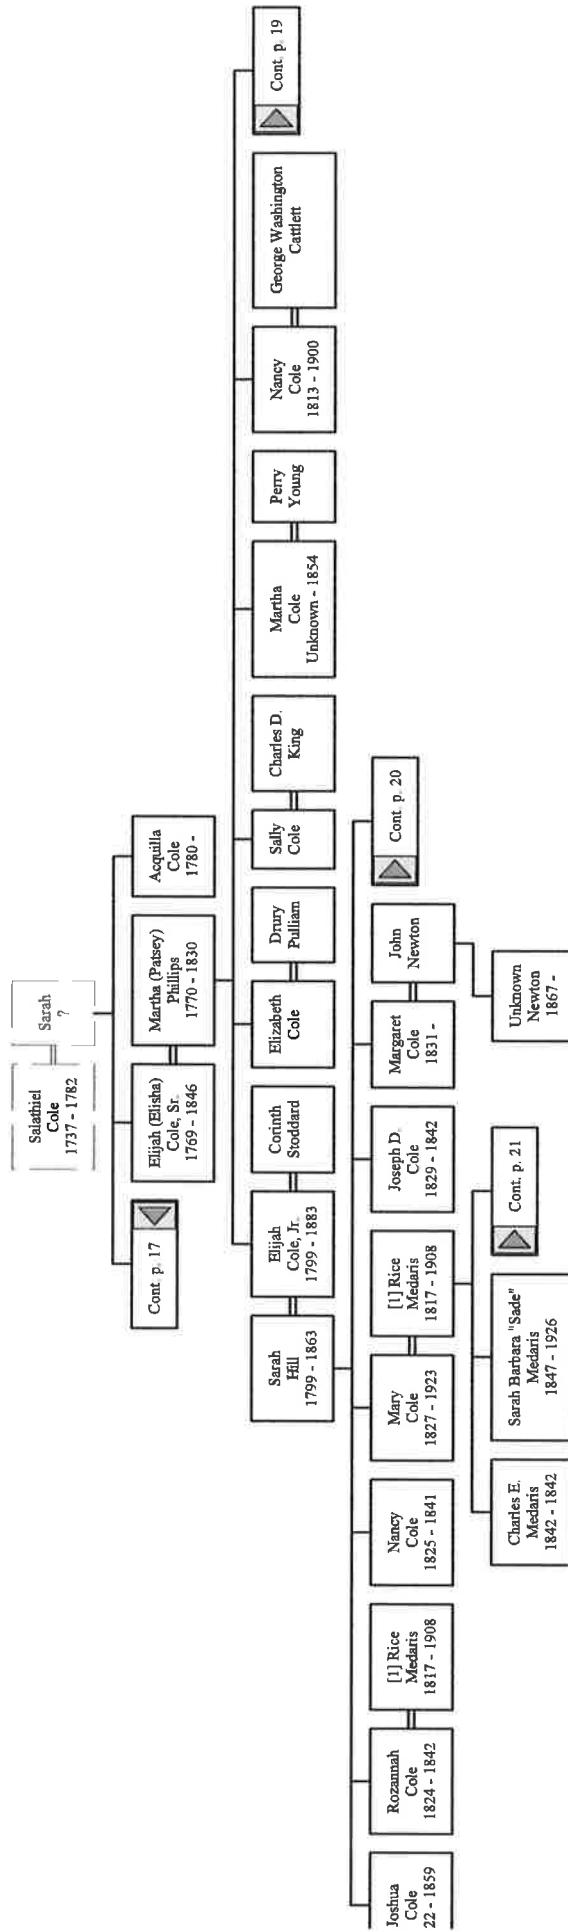 Salathiel
Cole
1737 - 1782
Sarah
?
Cont. p. 17
Elijah (Elisha)
Cole, Sr.
1769 - 1846
Martha (Patsey)
Phillips
1770 - 1830
Acquilla
Cole
1780 -
Sarah
Hill
1799 - 1863
Elijah
Cole, Jr.
1799 - 1883
Corinth
Stoddard
Elizabeth
Cole
Drury
Pulliam
Sally
Cole
Charles D.
King
Martha
Cole
Unknown - 1854
Perry
Young
Nancy
Cole
1813 - 1900
George Washington
Cattlett
Cont. p. 19
Joshua
Cole
22 - 1859
Rozannah
Cole
1824 - 1842
[1] Rice
Medaris
1817 - 1908
Nancy
Cole
1825 - 1841
Mary
Cole
1827 - 1923
[1] Rice
Medaris
1817 - 1908
Joseph D.
Cole
1829 - 1842
Margaret
Cole
1831 -
John
Newton
Cont. p. 20
Charles E.
Medaris
1842 - 1842
Sarah Barbara "Sade"
Medaris
1847 - 1926
Cont. p. 21
Unknown
Newton
1867 -